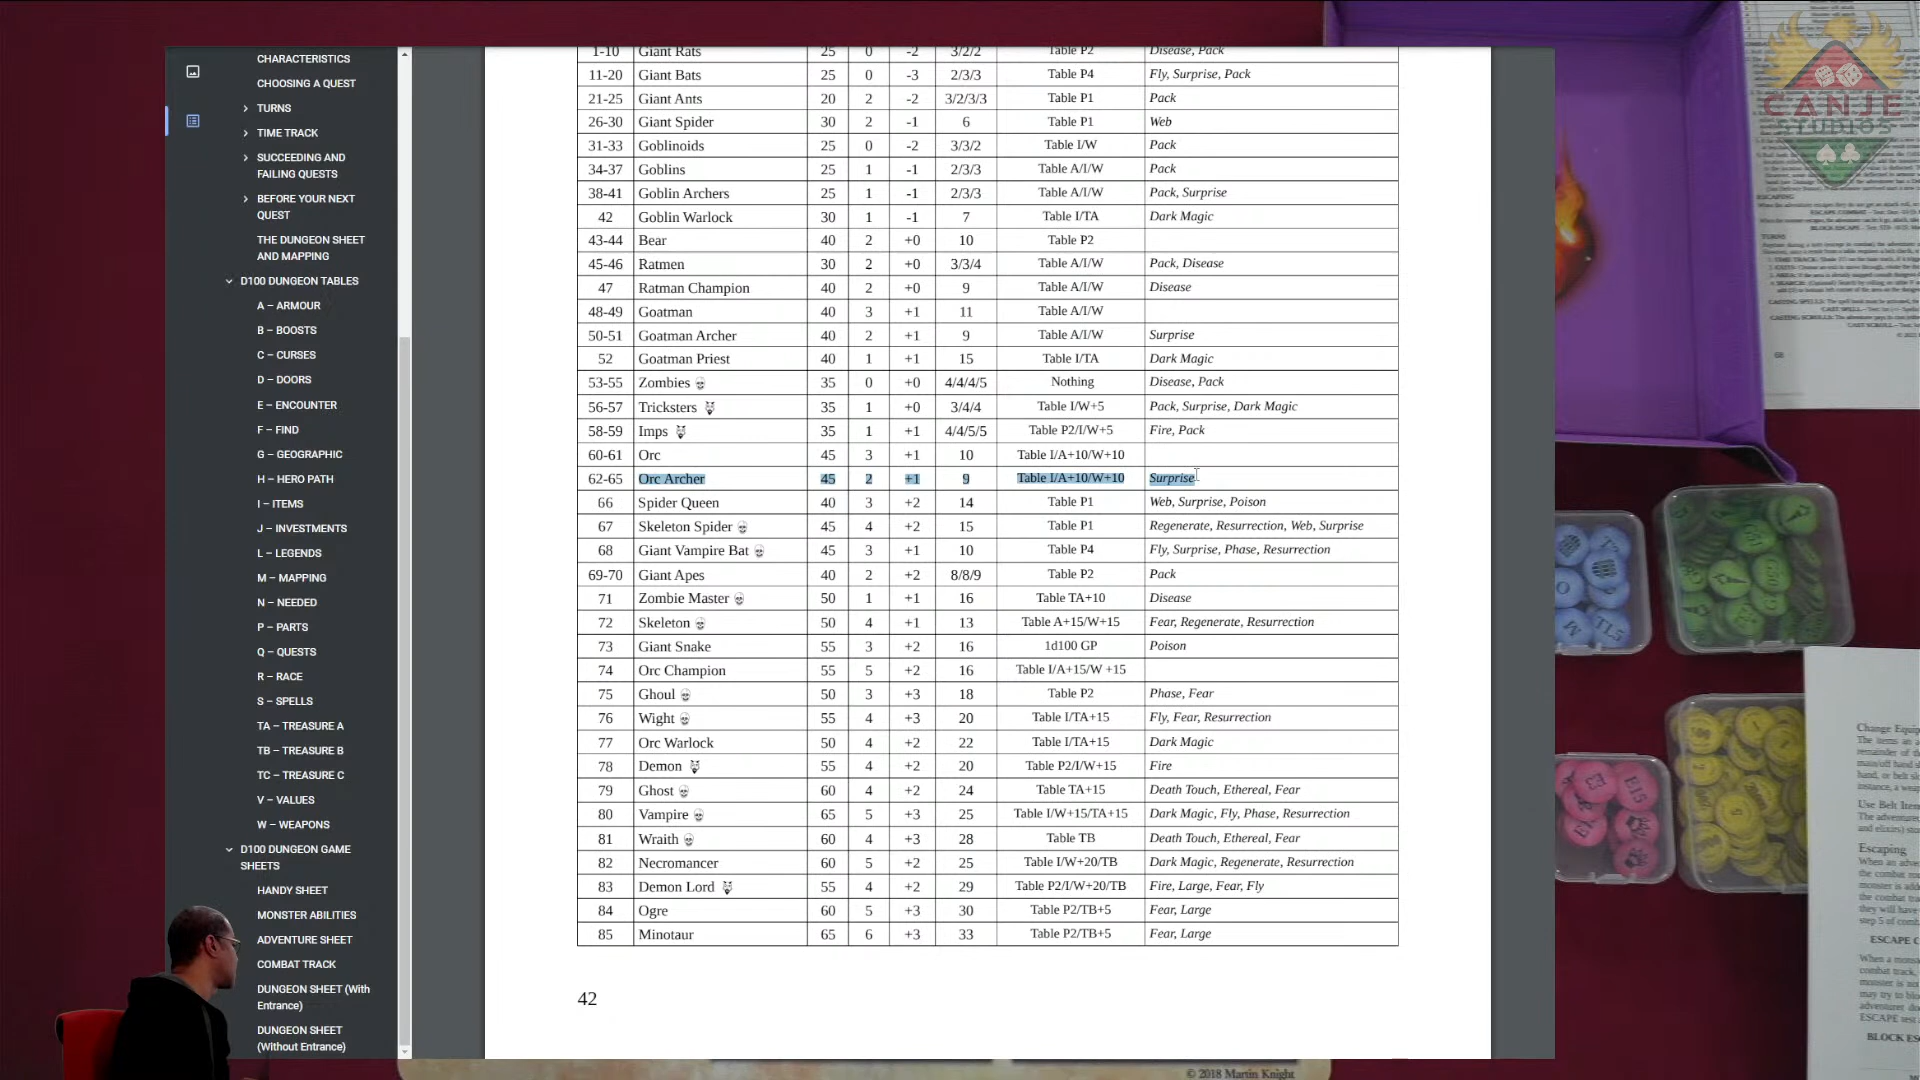 CHARACTERISTICS
CHOOSING A QUEST
TURNS
TIME TRACK
SUCCEEDING AND
FAILING QUESTS
BEFORE YOUR NEXT
QUEST
THE DUNGEON SHEET
AND MAPPING
D100 DUNGEON TABLES
A – ARMOUR
B – BOOSTS
C – CURSES
D – DOORS
E – ENCOUNTER
F – FIND
G – GEOGRAPHIC
H – HERO PATH
I – ITEMS
J – INVESTMENTS
L – LEGENDS
M – MAPPING
N – NEEDED
P – PARTS
Q – QUESTS
R – RACE
S – SPELLS
TA – TREASURE A
TB – TREASURE B
TC – TREASURE C
V – VALUES
W – WEAPONS
D100 DUNGEON GAME
SHEETS
HANDY SHEET
MONSTER ABILITIES
ADVENTURE SHEET
COMBAT TRACK
DUNGEON SHEET (With
Entrance)
DUNGEON SHEET
(Without Entrance)
1-10 Giant Rats 25 0 -2 3/2/2 Table P2 Disease, Pack
11-20 Giant Bats 25 0 -3 2/3/3 Table P4 Fly, Surprise, Pack
21-25 Giant Ants 20 2 -2 3/2/3/3 Table P1 Pack
26-30 Giant Spider 30 2 -1 6 Table P1 Web
31-33 Goblinoids 25 0 -2 3/3/2 Table I/W Pack
34-37 Goblins 25 1 -1 2/3/3 Table A/I/W Pack
38-41 Goblin Archers 25 1 -1 2/3/3 Table A/I/W Pack, Surprise
42 Goblin Warlock 30 1 -1 7 Table I/TA Dark Magic
43-44 Bear 40 2 +0 10 Table P2
45-46 Ratmen 30 2 +0 3/3/4 Table A/I/W Pack, Disease
47 Ratman Champion 40 2 +0 9 Table A/I/W Disease
48-49 Goatman 40 3 +1 11 Table A/I/W
50-51 Goatman Archer 40 2 +1 9 Table A/I/W Surprise
52 Goatman Priest 40 1 +1 15 Table I/TA Dark Magic
53-55 Zombies 35 0 +0 4/4/4/5 Nothing Disease, Pack
56-57 Tricksters 35 1 +0 3/4/4 Table I/W+5 Pack, Surprise, Dark Magic
58-59 Imps 35 1 +1 4/4/5/5 Table P2/I/W+5 Fire, Pack
60-61 Orc 45 3 +1 10 Table I/A+10/W+10
62-65 Orc Archer 45 2 +1 9 Table I/A+10/W+10 Surprise
66 Spider Queen 40 3 +2 14 Table P1 Web, Surprise, Poison
67 Skeleton Spider 45 4 +2 15 Table P1 Regenerate, Resurrection, Web, Surprise
68 Giant Vampire Bat 45 3 +1 10 Table P4 Fly, Surprise, Phase, Resurrection
69-70 Giant Apes 40 2 +2 8/8/9 Table P2 Pack
71 Zombie Master 50 1 +1 16 Table TA+10 Disease
72 Skeleton 50 4 +1 13 Table A+15/W+15 Fear, Regenerate, Resurrection
73 Giant Snake 55 3 +2 16 1d100 GP Poison
74 Orc Champion 55 5 +2 16 Table I/A+15/W +15
75 Ghoul 50 3 +3 18 Table P2 Phase, Fear
76 Wight 55 4 +3 20 Table I/TA+15 Fly, Fear, Resurrection
77 Orc Warlock 50 4 +2 22 Table I/TA+15 Dark Magic
78 Demon 55 4 +2 20 Table P2/I/W+15 Fire
79 Ghost 60 4 +2 24 Table TA+15 Death Touch, Ethereal, Fear
80 Vampire 65 5 +3 25 Table I/W+15/TA+15 Dark Magic, Fly, Phase, Resurrection
81 Wraith 60 4 +3 28 Table TB Death Touch, Ethereal, Fear
82 Necromancer 60 5 +2 25 Table I/W+20/TB Dark Magic, Regenerate, Resurrection
83 Demon Lord 55 4 +2 29 Table P2/I/W+20/TB Fire, Large, Fear, Fly
84 Ogre 60 5 +3 30 Table P2/TB+5 Fear, Large
85 Minotaur 65 6 +3 33 Table P2/TB+5 Fear, Large
42
CANJE
STUDIOS
© 2018 Martin Knight
Change Equip
Use Belt Item
Escaping
ESCAPE C
BLOCK ES